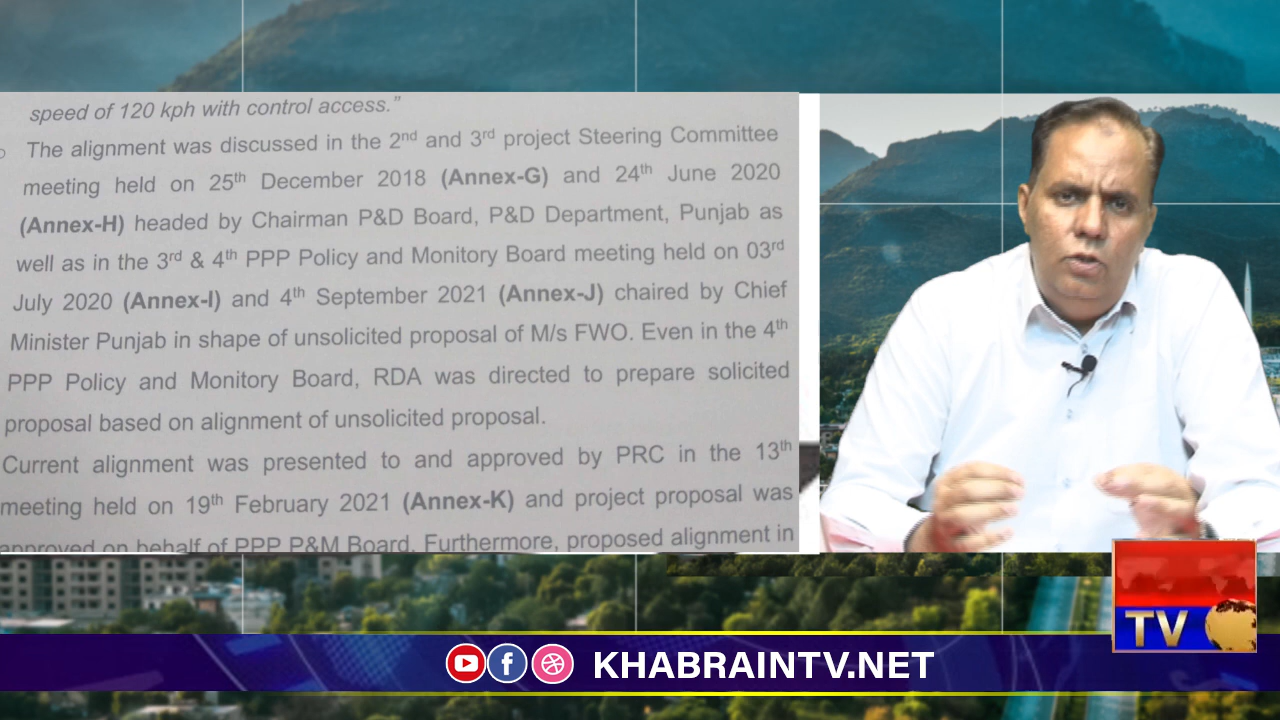 speed of 120 kph with control access.”
The alignment was discussed in the 2nd and 3rd project Steering Committee
meeting held on 25th December 2018 (Annex-G) and 24th June 2020
(Annex-H) headed by Chairman P&D Board, P&D Department, Punjab as
well as in the 3rd & 4th PPP Policy and Monitory Board meeting held on 03rd
July 2020 (Annex-I) and 4th September 2021 (Annex-J) chaired by Chief
Minister Punjab in shape of unsolicited proposal of M/s FWO. Even in the 4th
PPP Policy and Monitory Board, RDA was directed to prepare solicited
proposal based on alignment of unsolicited proposal.
Current alignment was presented to and approved by PRC in the 13th
meeting held on 19th February 2021 (Annex-K) and project proposal was
approved on behalf of PPP P&M Board. Furthermore, proposed alignment in
TV
KHABRAINTV.NET